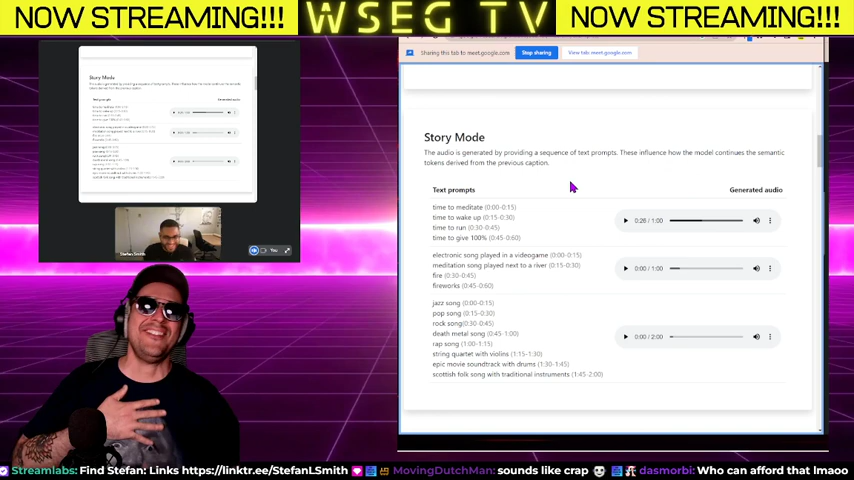 NOW STREAMING!!!
WSEG TV
NOW STREAMING!!!
Sharing this tab to meet.google.com
Stop sharing
View tab: meet.google.com
Story Mode
Text prompts
Generated audio
Stefan Smith
You
Story Mode
The audio is generated by providing a sequence of text prompts. These influence how the model continues the semantic
tokens derived from the previous caption.
Text prompts
Generated audio
time to meditate (0:00-0:15)
time to wake up (0:15-0:30)
time to run (0:30-0:45)
time to give 100% (0:45-0:60)
0:28 / 1:00
electronic song played in a videogame (0:00-0:15)
meditation song played next to a river (0:15-0:30)
fire (0:30-0:45)
fireworks (0:45-0:60)
0:00 / 1:00
jazz song (0:00-0:15)
pop song (0:15-0:30)
rock song(0:30-0:45)
death metal song (0:45-1:00)
rap song (1:00-1:15)
string quartet with violins (1:15-1:30)
epic movie soundtrack with drums (1:30-1:45)
scottish folk song with traditional instruments (1:45-2:00)
0:00 / 2:00
Streamlabs: Find Stefan: Links https://linktr.ee/StefanLSmith MovingDutchMan: sounds like crap dasmorbi: Who can afford that lmaoo